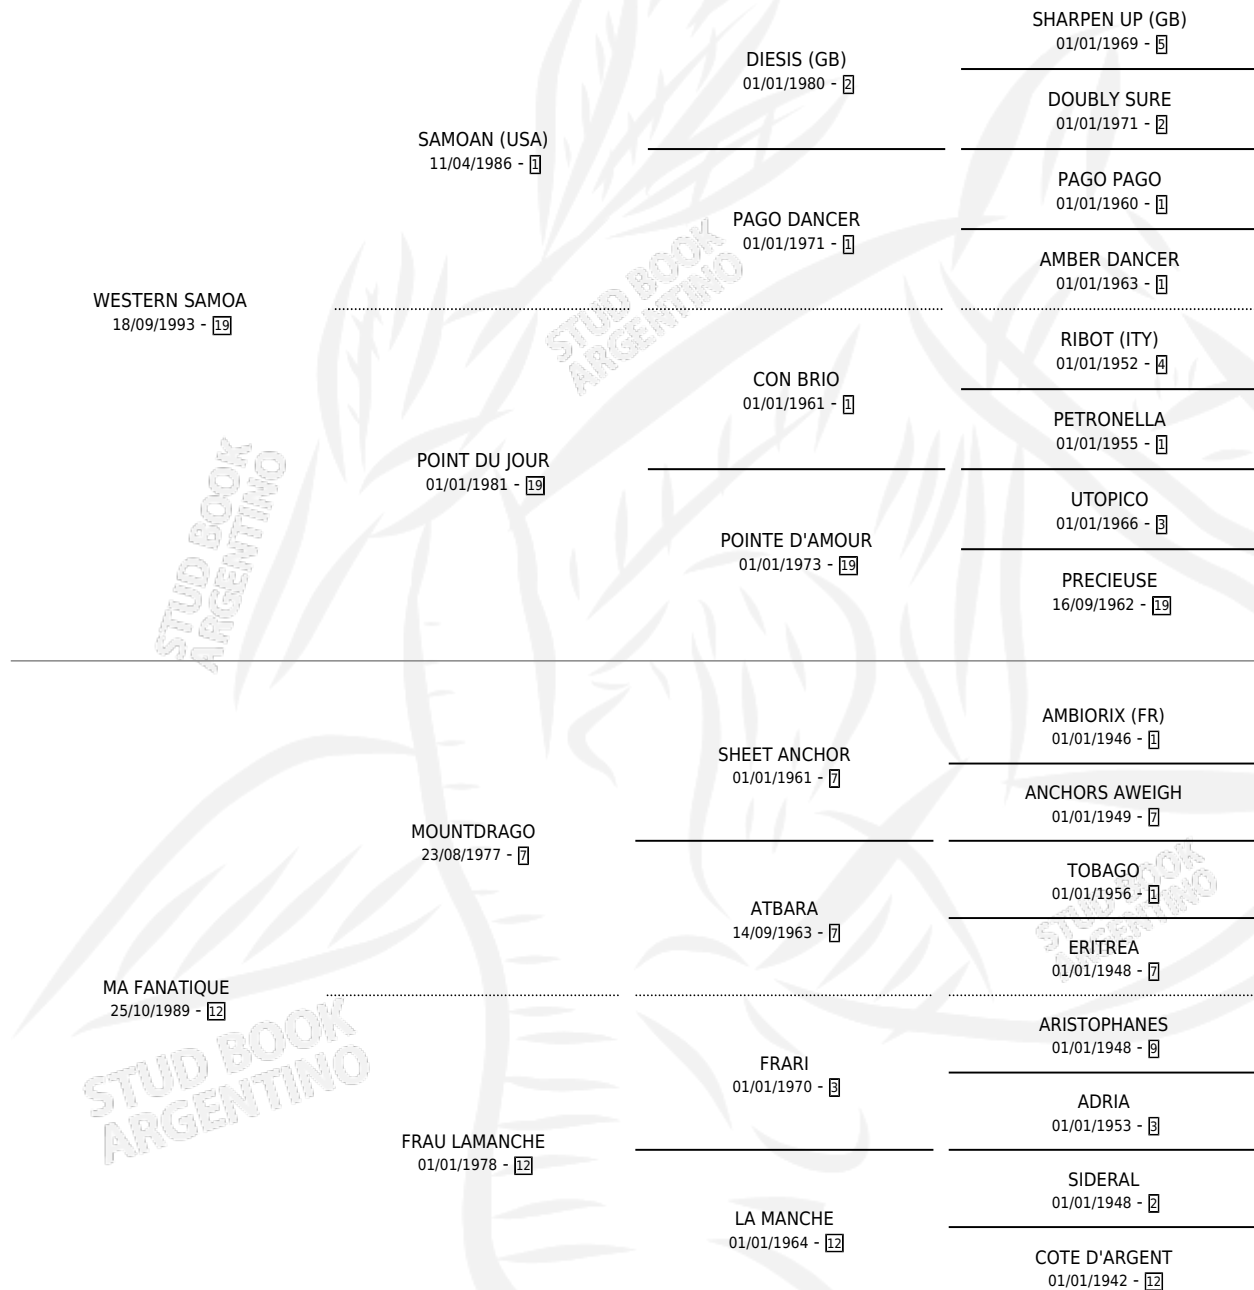 WESTERN SAMOA
18/09/1993 - 19
SAMOAN (USA)
11/04/1986 - 1
POINT DU JOUR
01/01/1981 - 19
DIESIS (GB)
01/01/1980 - 2
PAGO DANCER
01/01/1971 - 1
CON BRIO
01/01/1961 - 1
POINTE D'AMOUR
01/01/1973 - 19
SHARPEN UP (GB)
01/01/1969 - 5
DOUBLY SURE
01/01/1971 - 2
PAGO PAGO
01/01/1960 - 1
AMBER DANCER
01/01/1963 - 1
RIBOT (ITY)
01/01/1952 - 4
PETRONELLA
01/01/1955 - 1
UTOPICO
01/01/1966 - 3
PRECIEUSE
16/09/1962 - 19
MA FANATIQUE
25/10/1989 - 12
MOUNTDRAGO
23/08/1977 - 7
FRAU LAMANCHE
01/01/1978 - 12
SHEET ANCHOR
01/01/1961 - 7
ATBARA
14/09/1963 - 7
FRARI
01/01/1970 - 3
LA MANCHE
01/01/1964 - 12
AMBIORIX (FR)
01/01/1946 - 1
ANCHORS AWEIGH
01/01/1949 - 7
TOBAGO
01/01/1956 - 1
ERITREA
01/01/1948 - 7
ARISTOPHANES
01/01/1948 - 9
ADRIA
01/01/1953 - 3
SIDERAL
01/01/1948 - 2
COTE D'ARGENT
01/01/1942 - 12
STUD BOOK
ARGENTINO
STUD BOOK
ARGENTINO
STUD BOOK
ARGENTINO
STUD BOOK
ARGENTINO